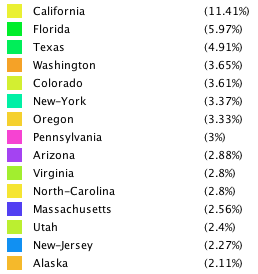 California (11.41%)
Florida (5.97%)
Texas (4.91%)
Washington (3.65%)
Colorado (3.61%)
New-York (3.37%)
Oregon (3.33%)
Pennsylvania (3%)
Arizona (2.88%)
Virginia (2.8%)
North-Carolina (2.8%)
Massachusetts (2.56%)
Utah (2.4%)
New-Jersey (2.27%)
Alaska (2.11%)